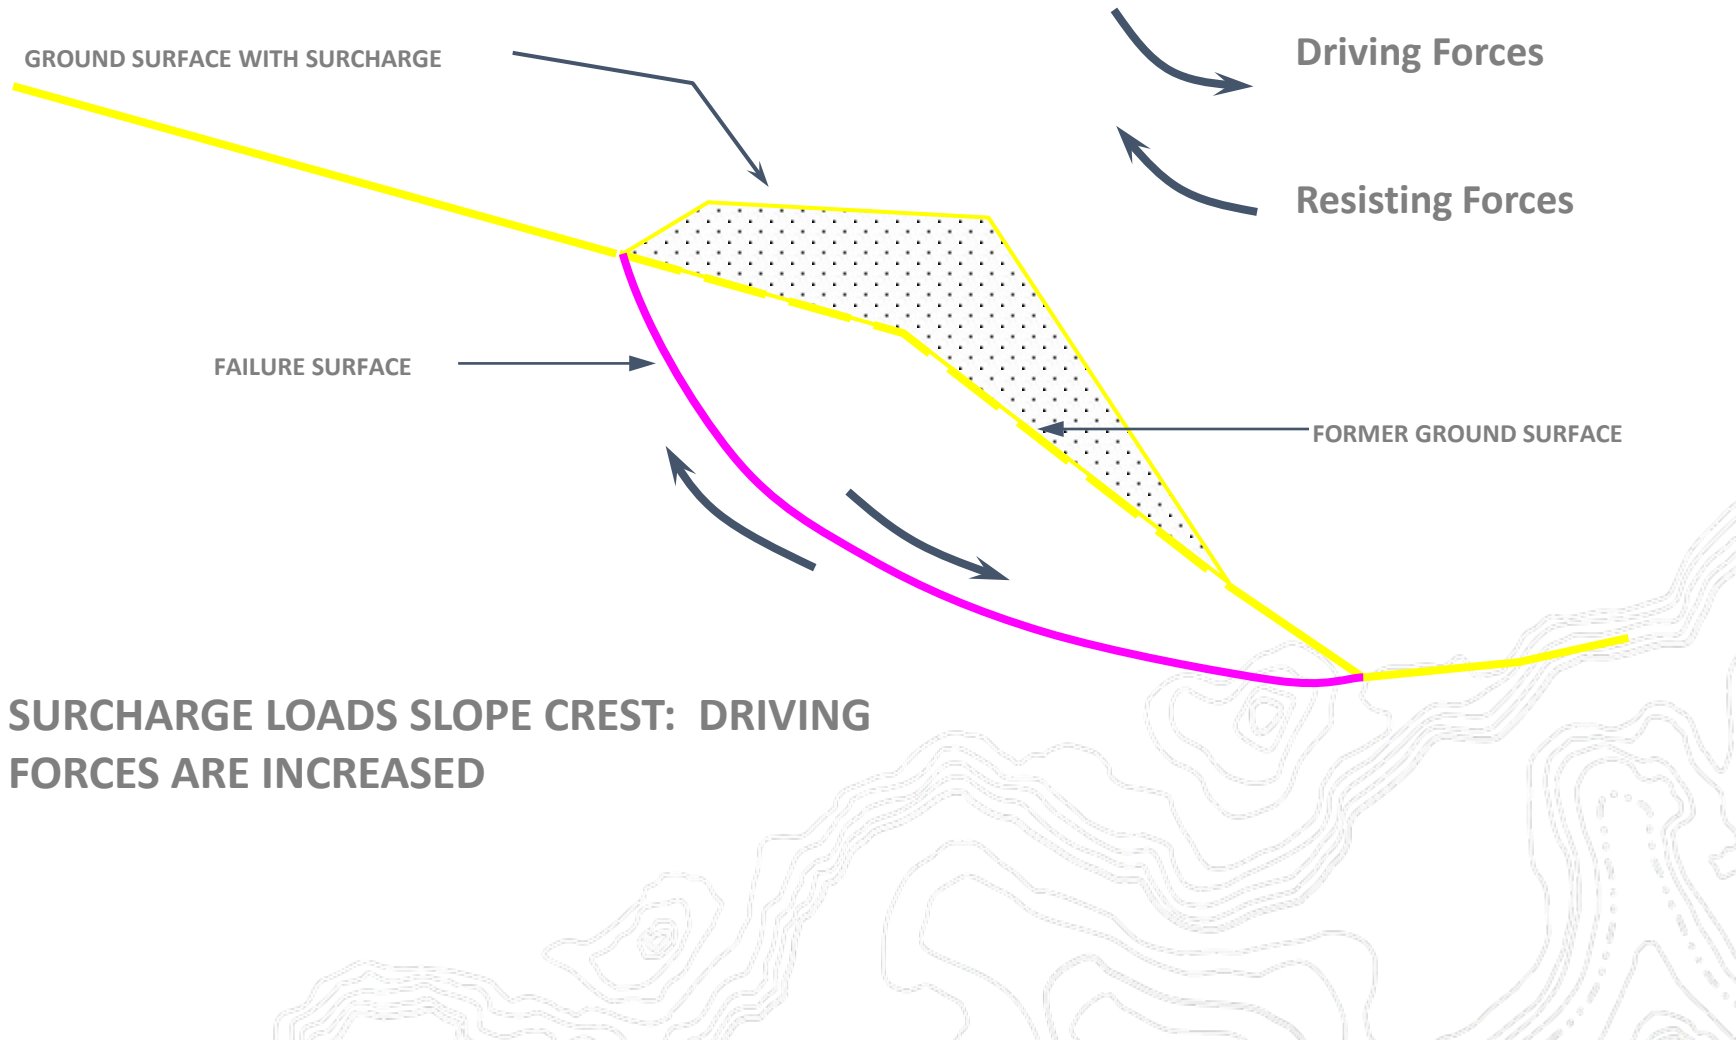 GROUND SURFACE WITH SURCHARGE
Driving Forces
Resisting Forces
FAILURE SURFACE
FORMER GROUND SURFACE
SURCHARGE LOADS SLOPE CREST:  DRIVING
FORCES ARE INCREASED